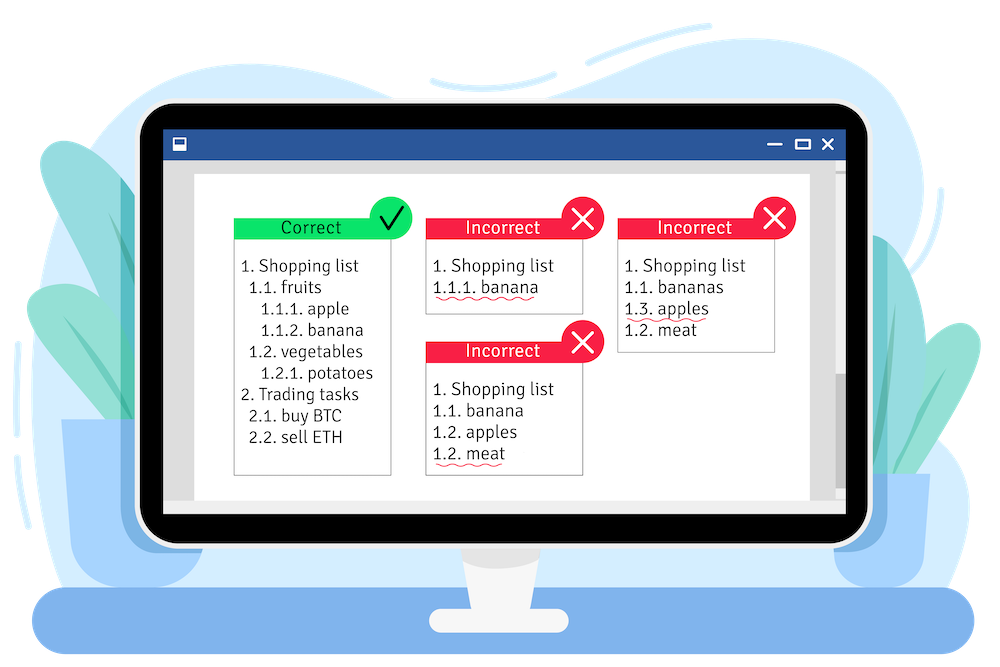 Correct
1. Shopping list
1.1. fruits
1.1.1. apple
1.1.2. banana
1.2. vegetables
1.2.1. potatoes
2. Trading tasks
2.1. buy BTC
2.2. sell ETH
Incorrect
1. Shopping list
1.1.1. banana
Incorrect
1. Shopping list
1.1. banana
1.2. apples
1.2. meat
Incorrect
1. Shopping list
1.1. bananas
1.3. apples
1.2. meat